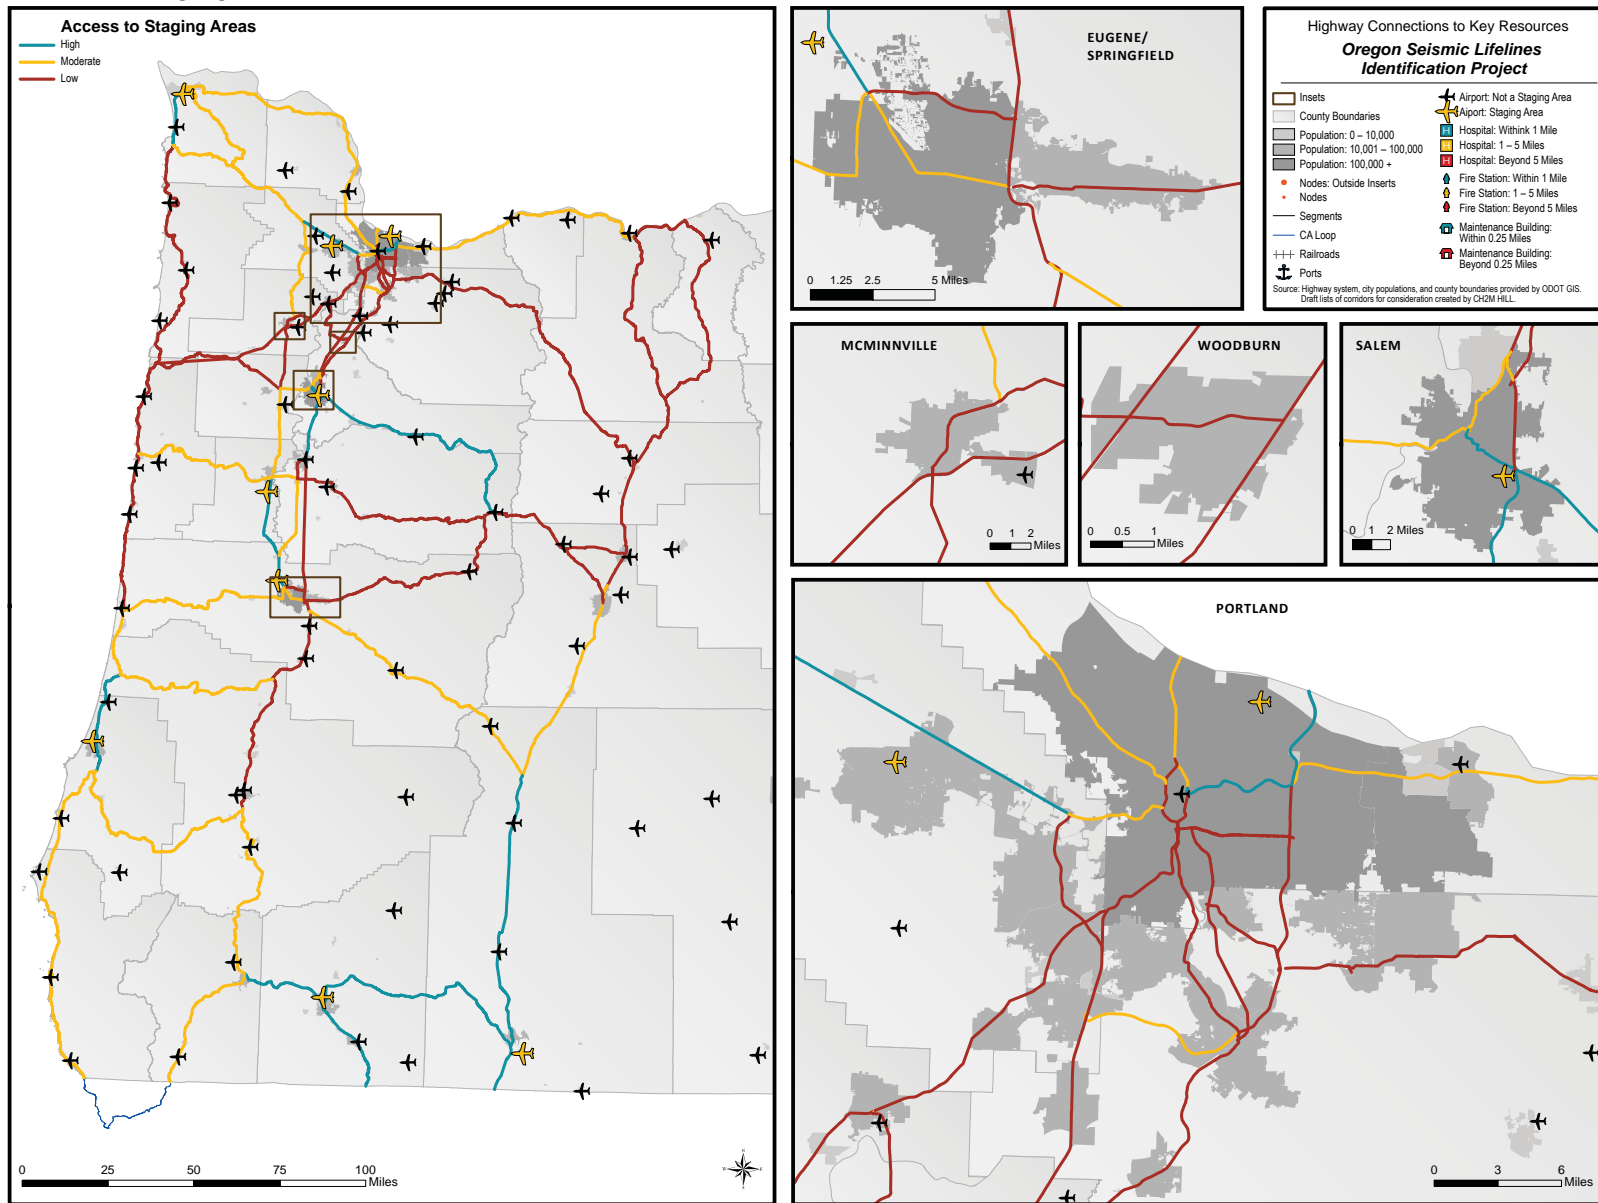 Access to Staging Areas
High
Moderate
Low
0 25 50 75 100
Miles
N
W E
S
EUGENE/
SPRINGFIELD
0 1.25 2.5 5 Miles
Highway Connections to Key Resources
Oregon Seismic Lifelines
Identification Project
Insets
County Boundaries
Population: 0 – 10,000
Population: 10,001 – 100,000
Population: 100,000 +
Nodes: Outside Inserts
Nodes
Segments
CA Loop
Railroads
Ports
Airport: Not a Staging Area
Aiport: Staging Area
H Hospital: Withink 1 Mile
H Hospital: 1 – 5 Miles
H Hospital: Beyond 5 Miles
Fire Station: Within 1 Mile
Fire Station: 1 – 5 Miles
Fire Station: Beyond 5 Miles
Maintenance Building:
Within 0.25 Miles
Maintenance Building:
Beyond 0.25 Miles
Source: Highway system, city populations, and county boundaries provided by ODOT GIS.
Draft lists of corridors for consideration created by CH2M HILL.
MCMINNVILLE
0 1 2
Miles
WOODBURN
0 0.5 1
Miles
SALEM
0 1 2 Miles
PORTLAND
0 3 6
Miles